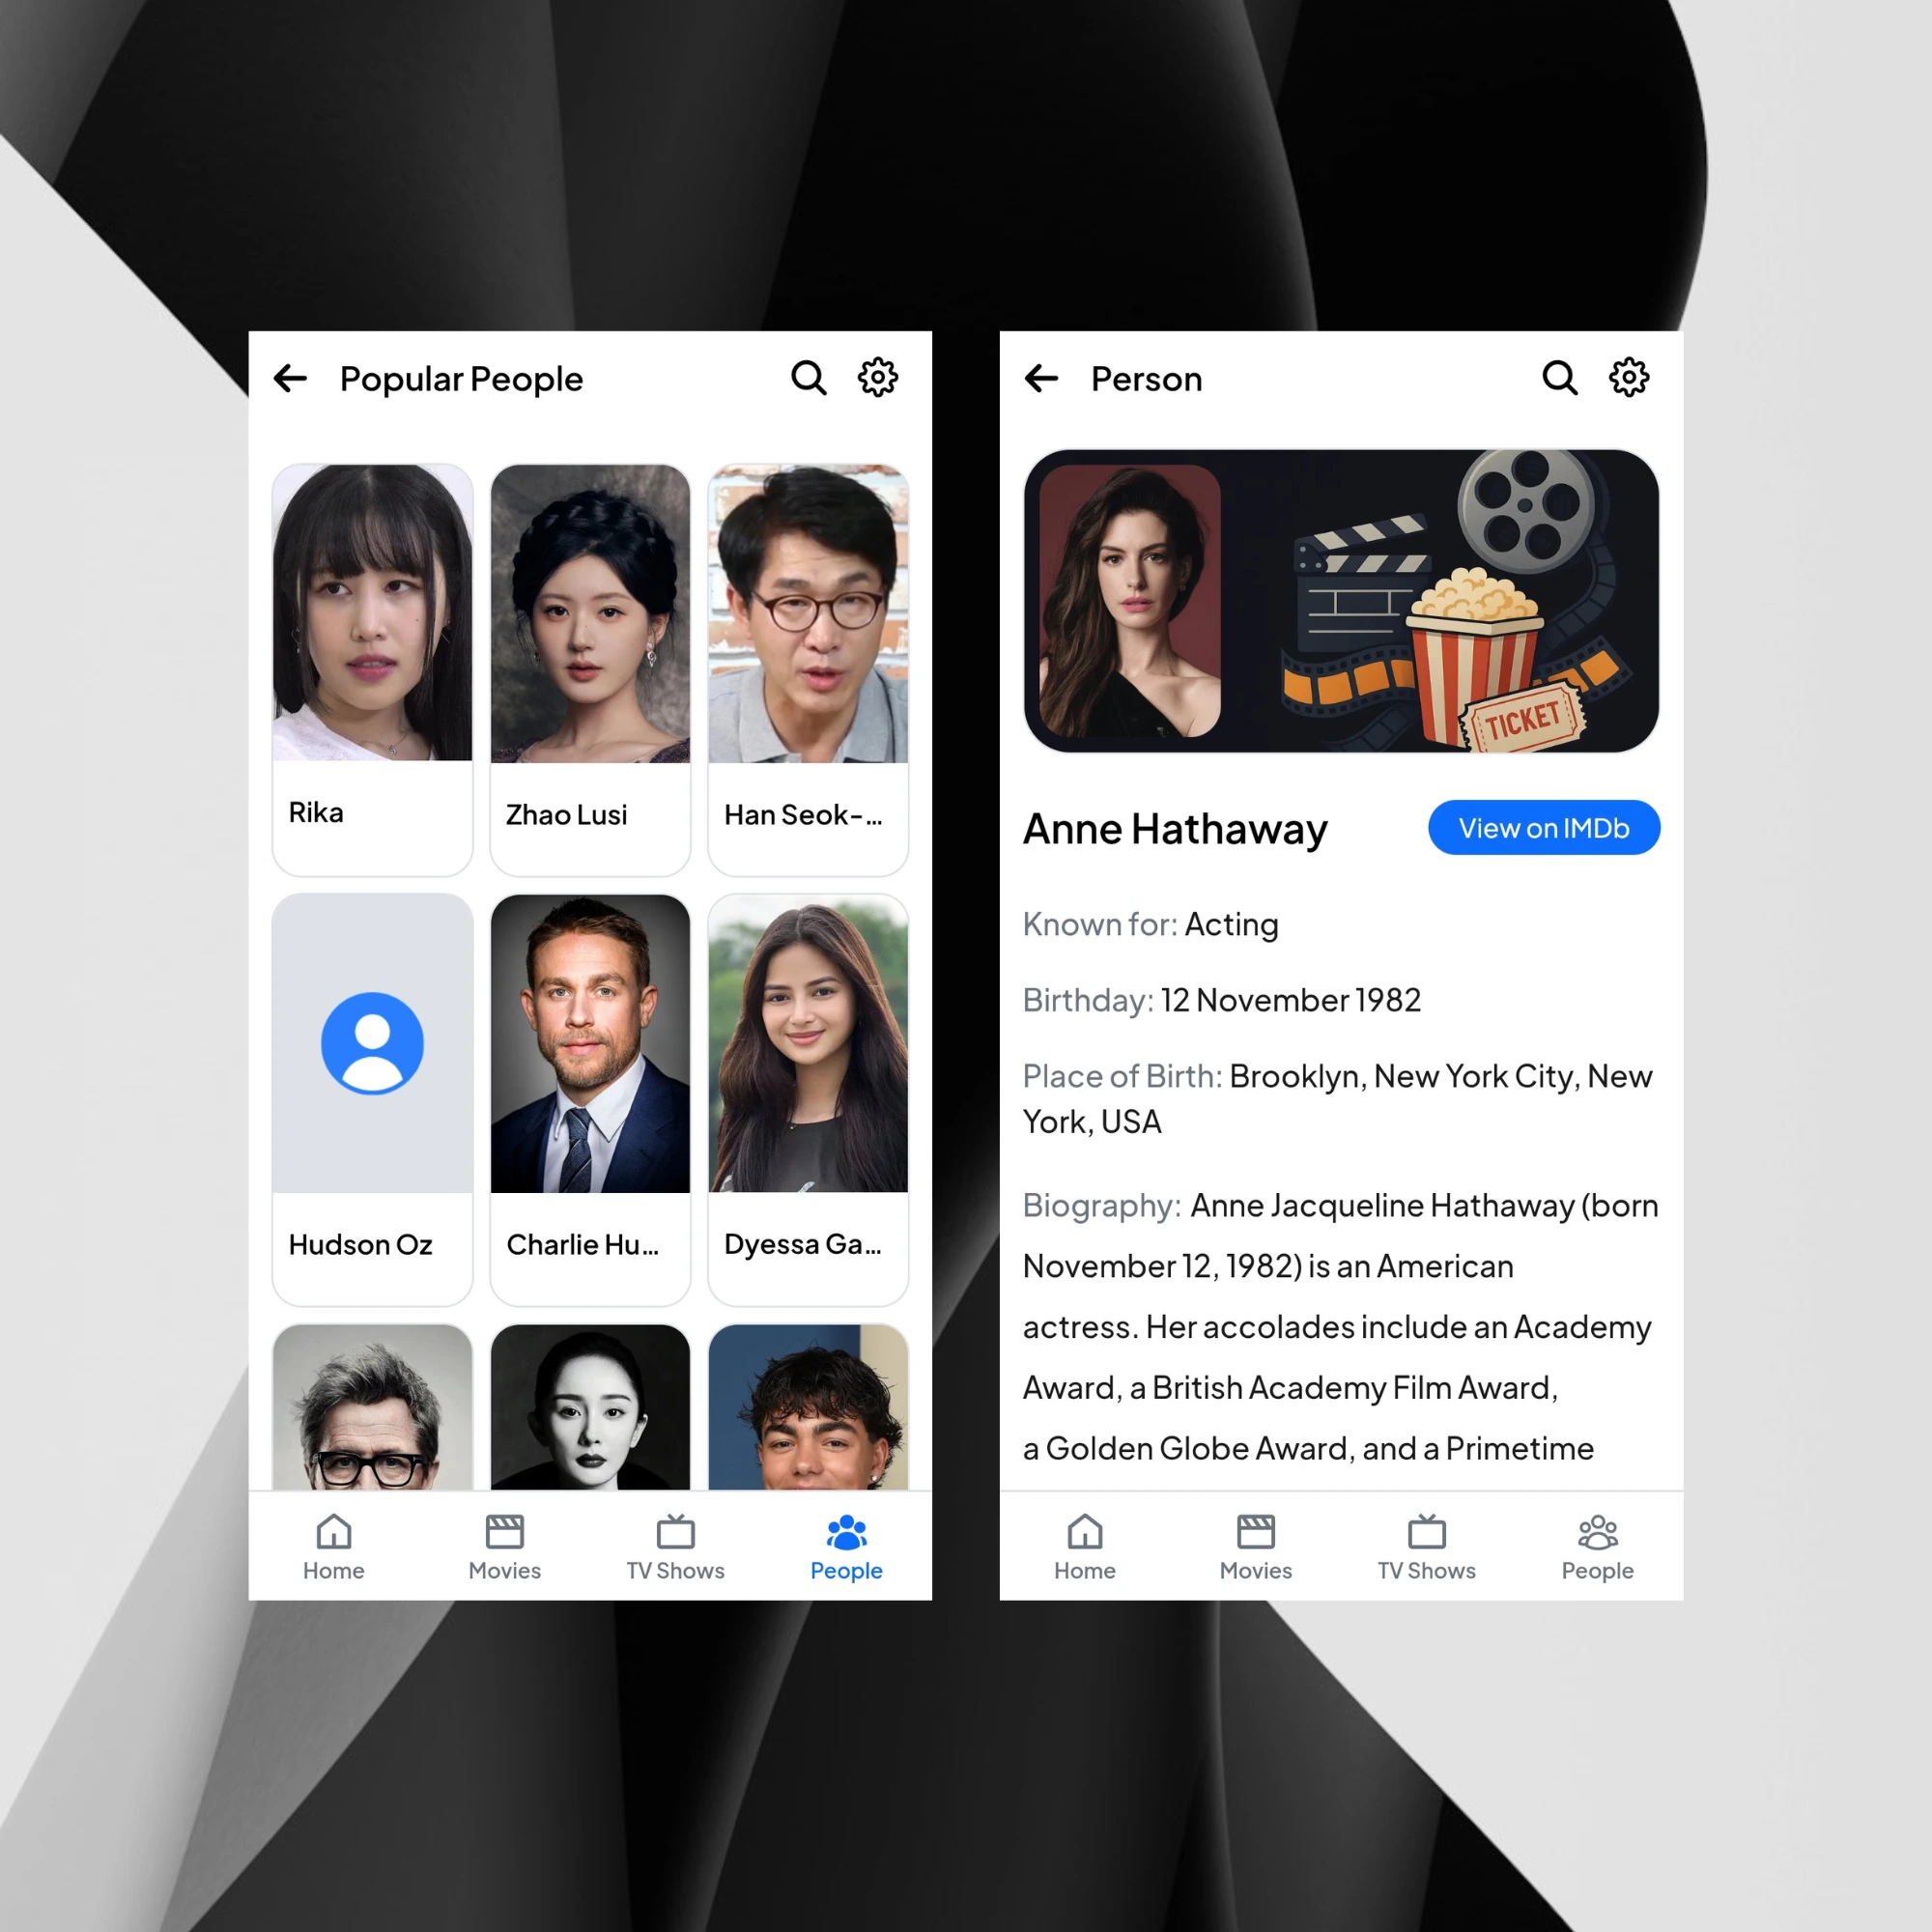 Popular People
Rika
Zhao Lusi
Han Seok-...
Hudson Oz
Charlie Hu...
Dyessa Ga...
Home
Movies
TV Shows
People
Person
TICKET
Anne Hathaway
View on IMDb
Known for: Acting
Birthday: 12 November 1982
Place of Birth: Brooklyn, New York City, New
York, USA
Biography: Anne Jacqueline Hathaway (born
November 12, 1982) is an American
actress. Her accolades include an Academy
Award, a British Academy Film Award,
a Golden Globe Award, and a Primetime
Home
Movies
TV Shows
People